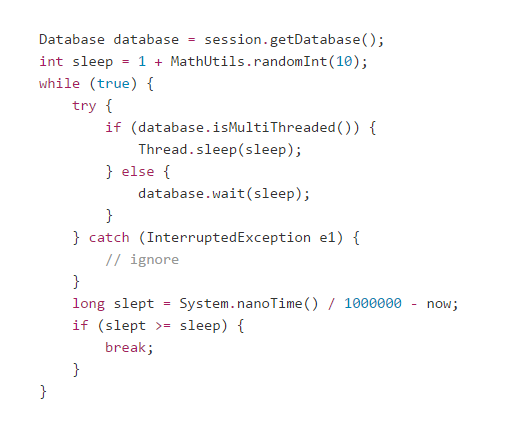 Database database = session.getDatabase();
int sleep = 1 + MathUtils.randomInt(10);
while (true) {
    try {
        if (database.isMultiThreaded()) {
            Thread.sleep(sleep);
        } else {
            database.wait(sleep);
        }
    } catch (InterruptedException e1) {
        // ignore
    }
    long slept = System.nanoTime() / 1000000 - now;
    if (slept >= sleep) {
        break;
    }
}